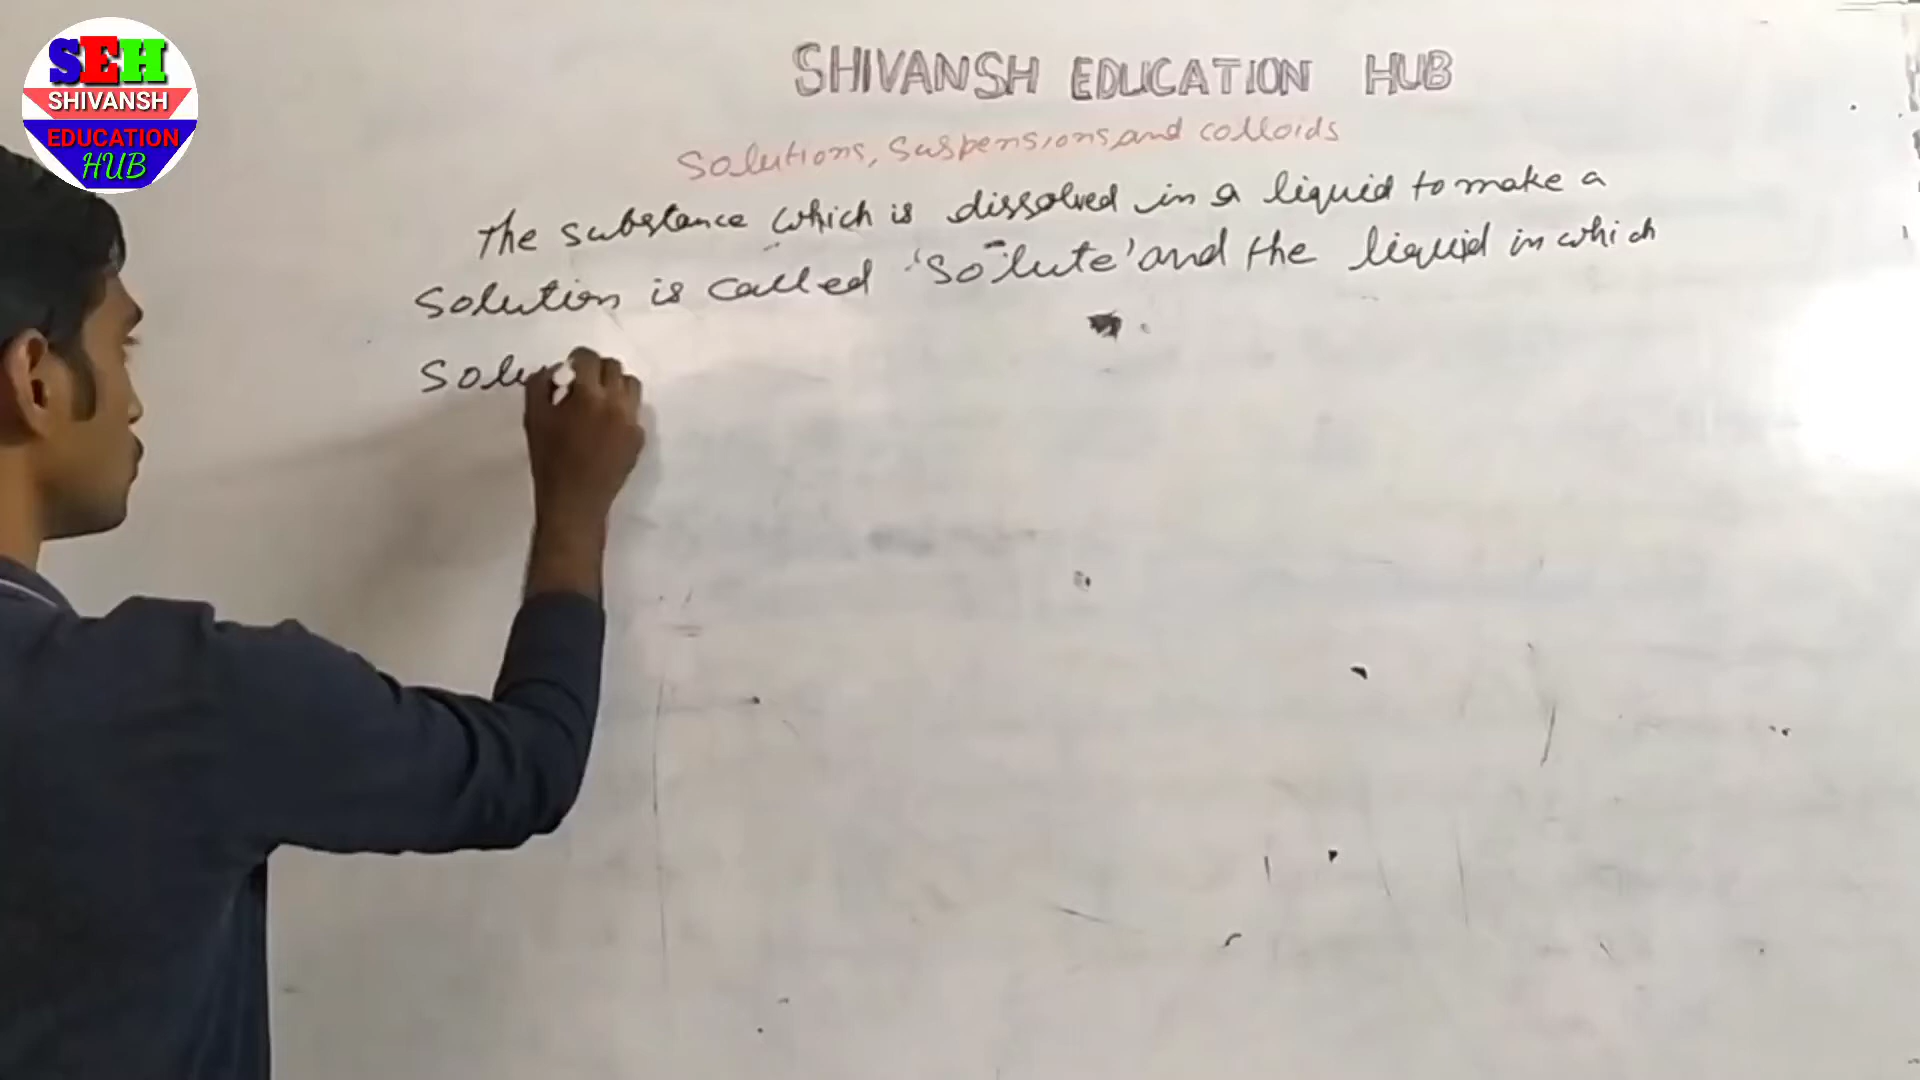 SEH
SHIVANSH
EDUCATION
HUB
SHIVANSH EDUCATION HUB
Solutions, suspensions, and colloids
The substance which is dissolved in a liquid to make a
Solution is called 'Solute' and the liquid in which
Solu